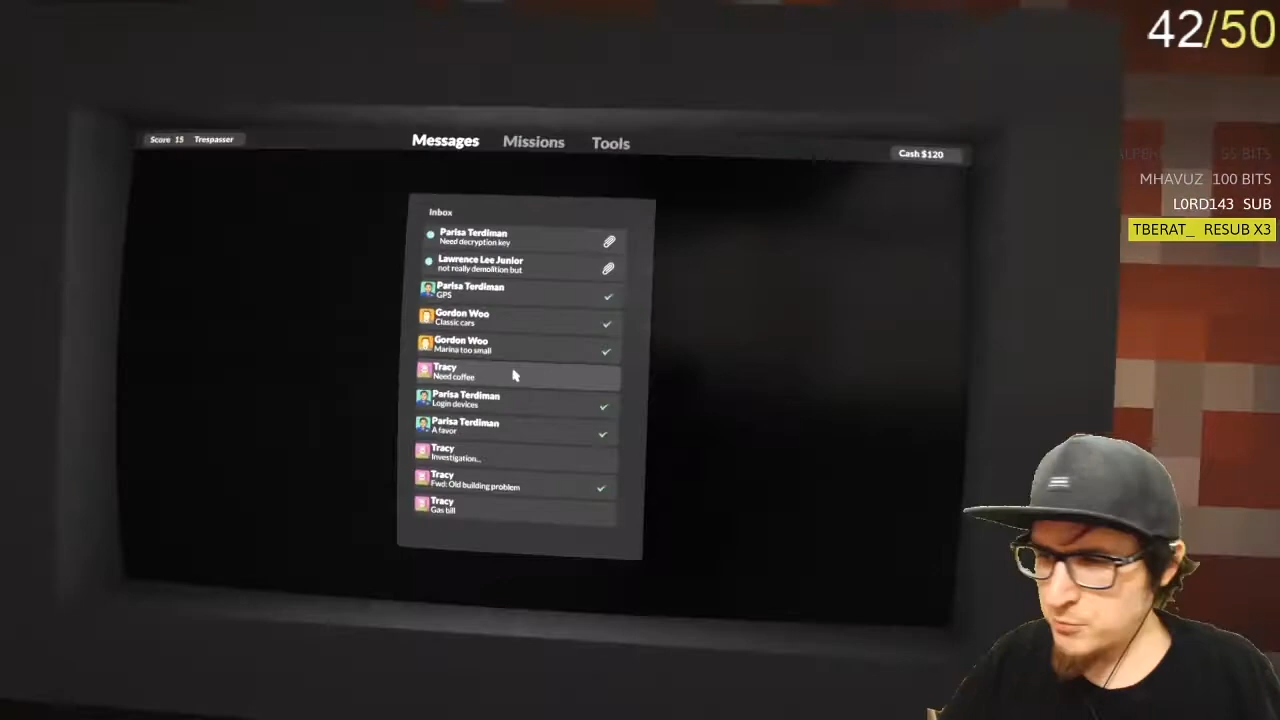 42/50
Score 15 Trespasser
Messages Missions Tools
Cash $120
55 BITS
MHAVUZ 100 BITS
L0RD143 SUB
TBERAT_ RESUB X3
Inbox
Parisa Terdiman
Need decryption key
Lawrence Lee Junior
not really demolition but
Parisa Terdiman
GPS
Gordon Woo
Classic cars
Gordon Woo
Marina too small
Tracy
Need coffee
Parisa Terdiman
Login devices
Parisa Terdiman
A favor
Tracy
Investigation...
Tracy
Fwd: Old building problem
Tracy
Gas bill